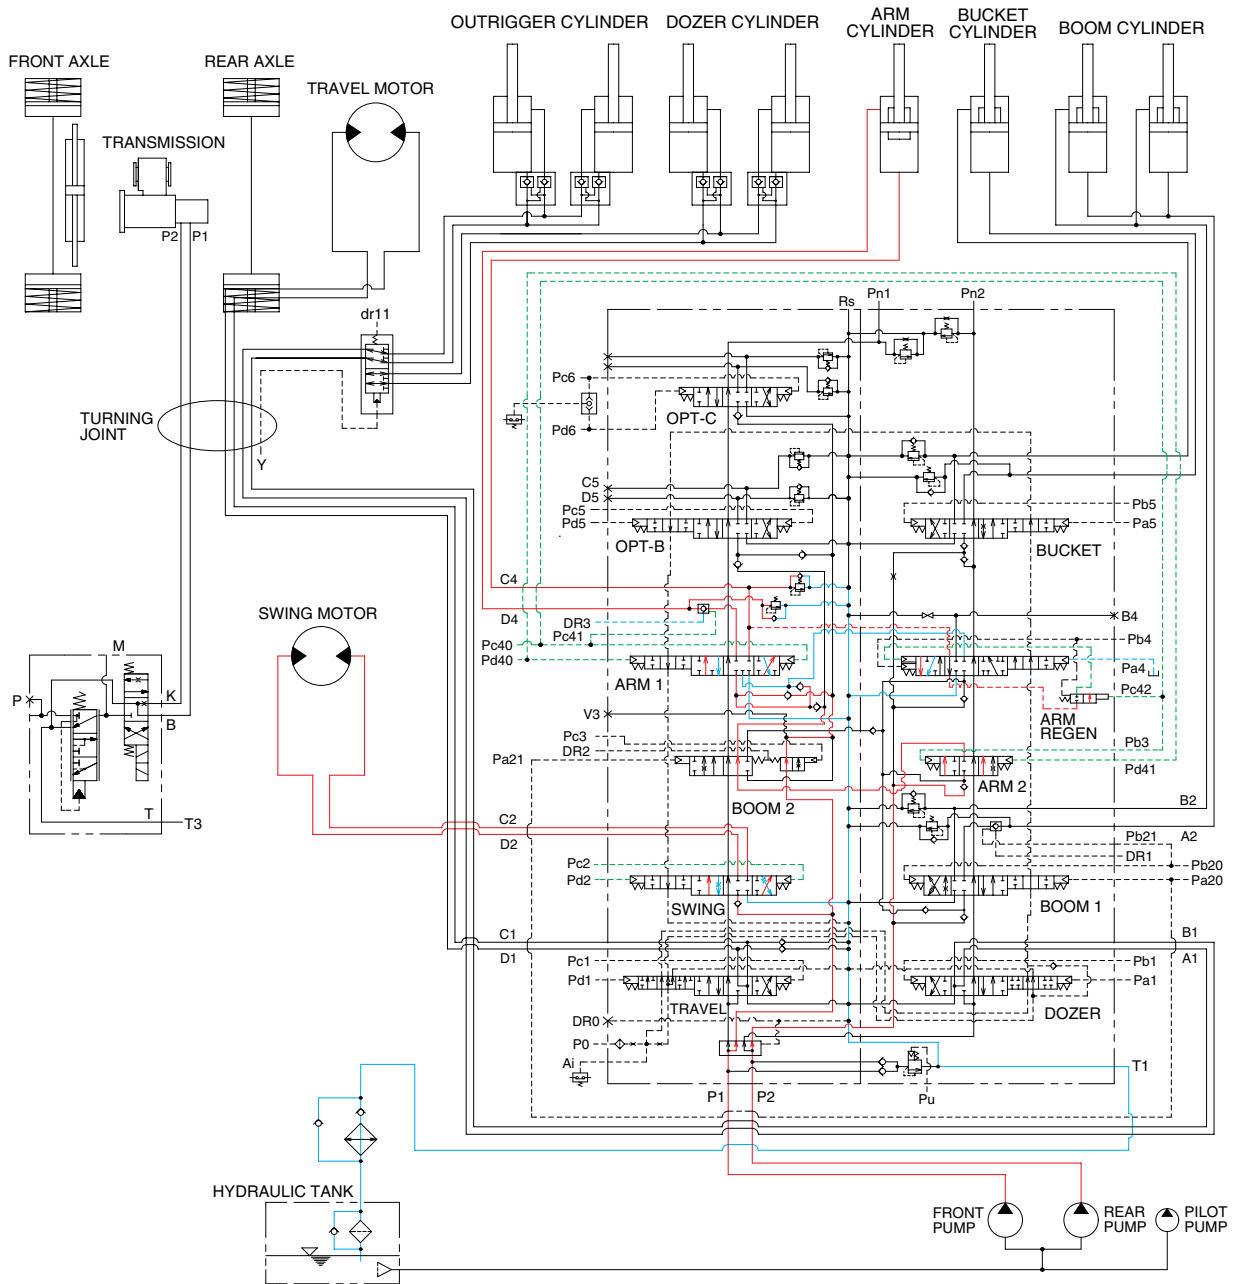 OUTRIGGER CYLINDER
DOZER CYLINDER
ARM
CYLINDER
BUCKET
CYLINDER
BOOM CYLINDER
FRONT AXLE
REAR AXLE
TRAVEL MOTOR
TRANSMISSION
P2
P1
Rs
Pn1
Pn2
dr11
Pc6
Pd6
OPT-C
TURNING
JOINT
Y
C5
D5
Pc5
Pd5
OPT-B
Pb5
Pa5
BUCKET
C4
D4
DR3
Pc41
Pc40
Pd40
ARM 1
B4
Pb4
Pa4
Pc42
ARM
REGEN
SWING MOTOR
M
P
K
B
T
T3
V3
Pc3
DR2
Pa21
BOOM 2
Pb3
Pd41
ARM 2
B2
C2
D2
Pb21
A2
DR1
Pc2
Pd2
SWING
Pb20
Pa20
BOOM 1
C1
D1
B1
A1
Pc1
Pd1
TRAVEL
Pb1
Pa1
DOZER
DR0
P0
Ai
T1
P1
P2
Pu
HYDRAULIC TANK
FRONT
PUMP
REAR
PUMP
PILOT
PUMP